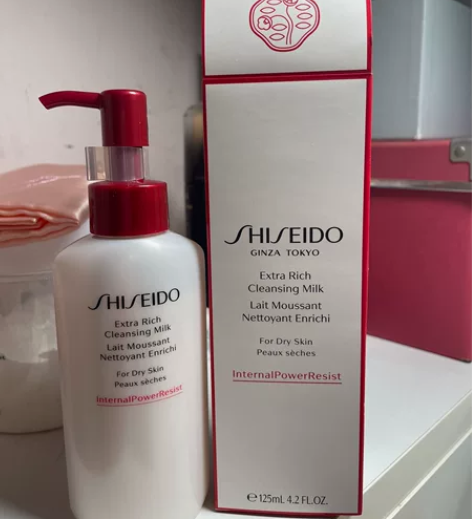 SHISEIDO
Extra Rich
Cleansing Milk
Lait Moussant
Nettoyant Enrichi
For Dry Skin
Peaux sèches
InternalPowerResist
SHISEIDO
GINZA TOKYO
Extra Rich
Cleansing Milk
Lait Moussant
Nettoyant Enrichi
For Dry Skin
Peaux sèches
InternalPowerResist
℮125mL 4.2 FL.OZ.